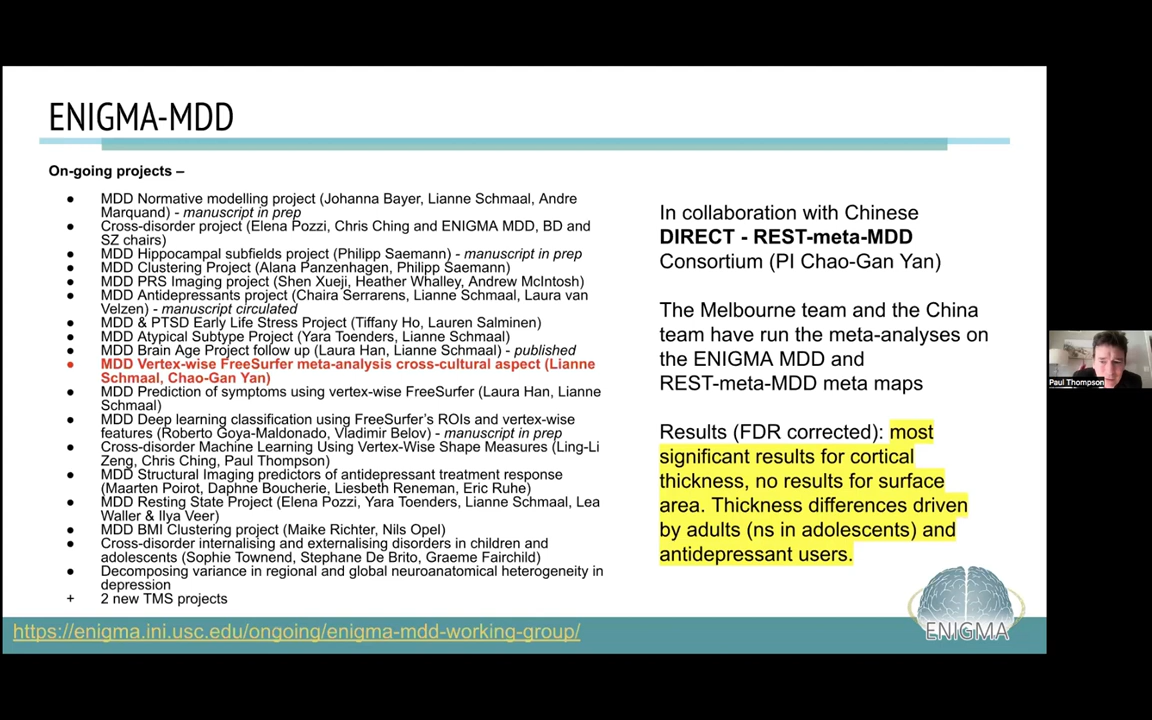 ENIGMA-MDD
On-going projects –
● MDD Normative modelling project (Johanna Bayer, Lianne Schmaal, Andre
Marquand) - manuscript in prep
● Cross-disorder project (Elena Pozzi, Chris Ching and ENIGMA MDD, BD and
SZ chairs)
● MDD Hippocampal subfields project (Philipp Saemann) - manuscript in prep
● MDD Clustering Project (Alana Panzenhagen, Philipp Saemann)
● MDD PRS Imaging project (Shen Xueji, Heather Whalley, Andrew McIntosh)
● MDD Antidepressants project (Chaira Serrarens, Lianne Schmaal, Laura van
Velzen) - manuscript circulated
● MDD & PTSD Early Life Stress Project (Tiffany Ho, Lauren Salminen)
● MDD Atypical Subtype Project (Yara Toenders, Lianne Schmaal)
● MDD Brain Age Project follow up (Laura Han, Lianne Schmaal) - published
● MDD Vertex-wise FreeSurfer meta-analysis cross-cultural aspect (Lianne
Schmaal, Chao-Gan Yan)
● MDD Prediction of symptoms using vertex-wise FreeSurfer (Laura Han, Lianne
Schmaal)
● MDD Deep learning classification using FreeSurfer's ROIs and vertex-wise
features (Roberto Goya-Maldonado, Vladimir Belov) - manuscript in prep
● Cross-disorder Machine Learning Using Vertex-Wise Shape Measures (Ling-Li
Zeng, Chris Ching, Paul Thompson)
● MDD Structural Imaging predictors of antidepressant treatment response
(Maarten Poirot, Daphne Boucherie, Liesbeth Reneman, Eric Ruhe)
● MDD Resting State Project (Elena Pozzi, Yara Toenders, Lianne Schmaal, Lea
Waller & Ilya Veer)
● MDD BMI Clustering project (Maike Richter, Nils Opel)
● Cross-disorder internalising and externalising disorders in children and
adolescents (Sophie Townend, Stephane De Brito, Graeme Fairchild)
● Decomposing variance in regional and global neuroanatomical heterogeneity in
depression
+ 2 new TMS projects
https://enigma.ini.usc.edu/ongoing/enigma-mdd-working-group/
In collaboration with Chinese
DIRECT - REST-meta-MDD
Consortium (PI Chao-Gan Yan)
The Melbourne team and the China
team have run the meta-analyses on
the ENIGMA MDD and
REST-meta-MDD meta maps
Results (FDR corrected): most
significant results for cortical
thickness, no results for surface
area. Thickness differences driven
by adults (ns in adolescents) and
antidepressant users.
ENIGMA
Paul Thompson